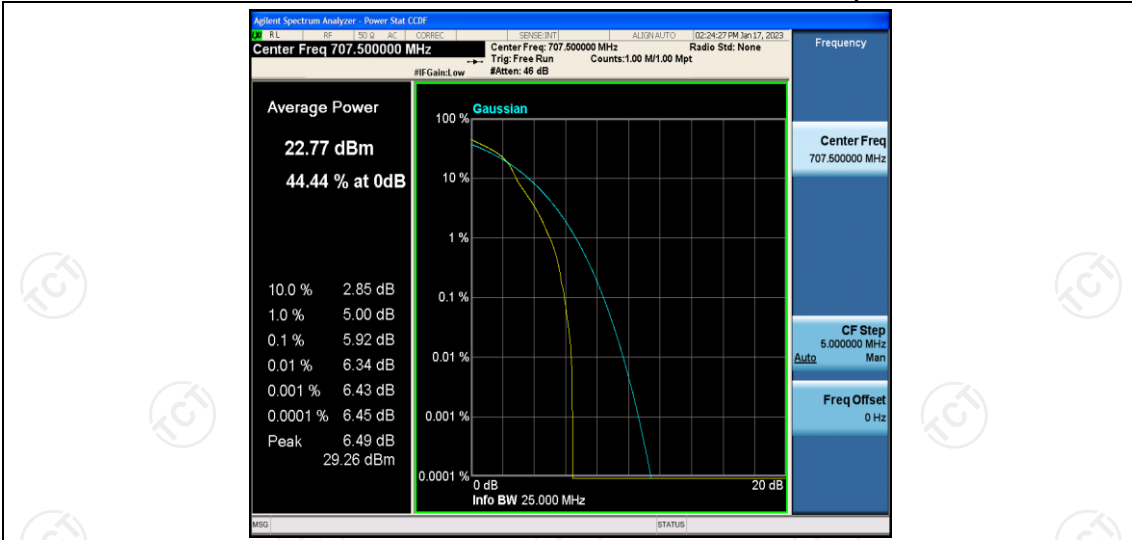 Agilent Spectrum Analyzer - Power Stat CCDF
RL RF 50 Ω AC CORREC SENSE:INT ALIGNAUTO 02:24:27 PM Jan 17, 2023
Center Freq 707.500000 MHz
Center Freq: 707.500000 MHz Radio Std: None
Trig: Free Run Counts:1.00 M/1.00 Mpt
#IFGain:Low #Atten: 46 dB
Frequency
Average Power
22.77 dBm
44.44 % at 0dB
10.0 % 2.85 dB
1.0 % 5.00 dB
0.1 % 5.92 dB
0.01 % 6.34 dB
0.001 % 6.43 dB
0.0001 % 6.45 dB
Peak 6.49 dB
29.26 dBm
Gaussian
100 %
10 %
1 %
0.1 %
0.01 %
0.001 %
0.0001 %
0 dB 20 dB
Info BW 25.000 MHz
Center Freq
707.500000 MHz
CF Step
5.000000 MHz
Auto Man
Freq Offset
0 Hz
MSG STATUS
TCT
TCT
TCT
TCT
TCT
TCT